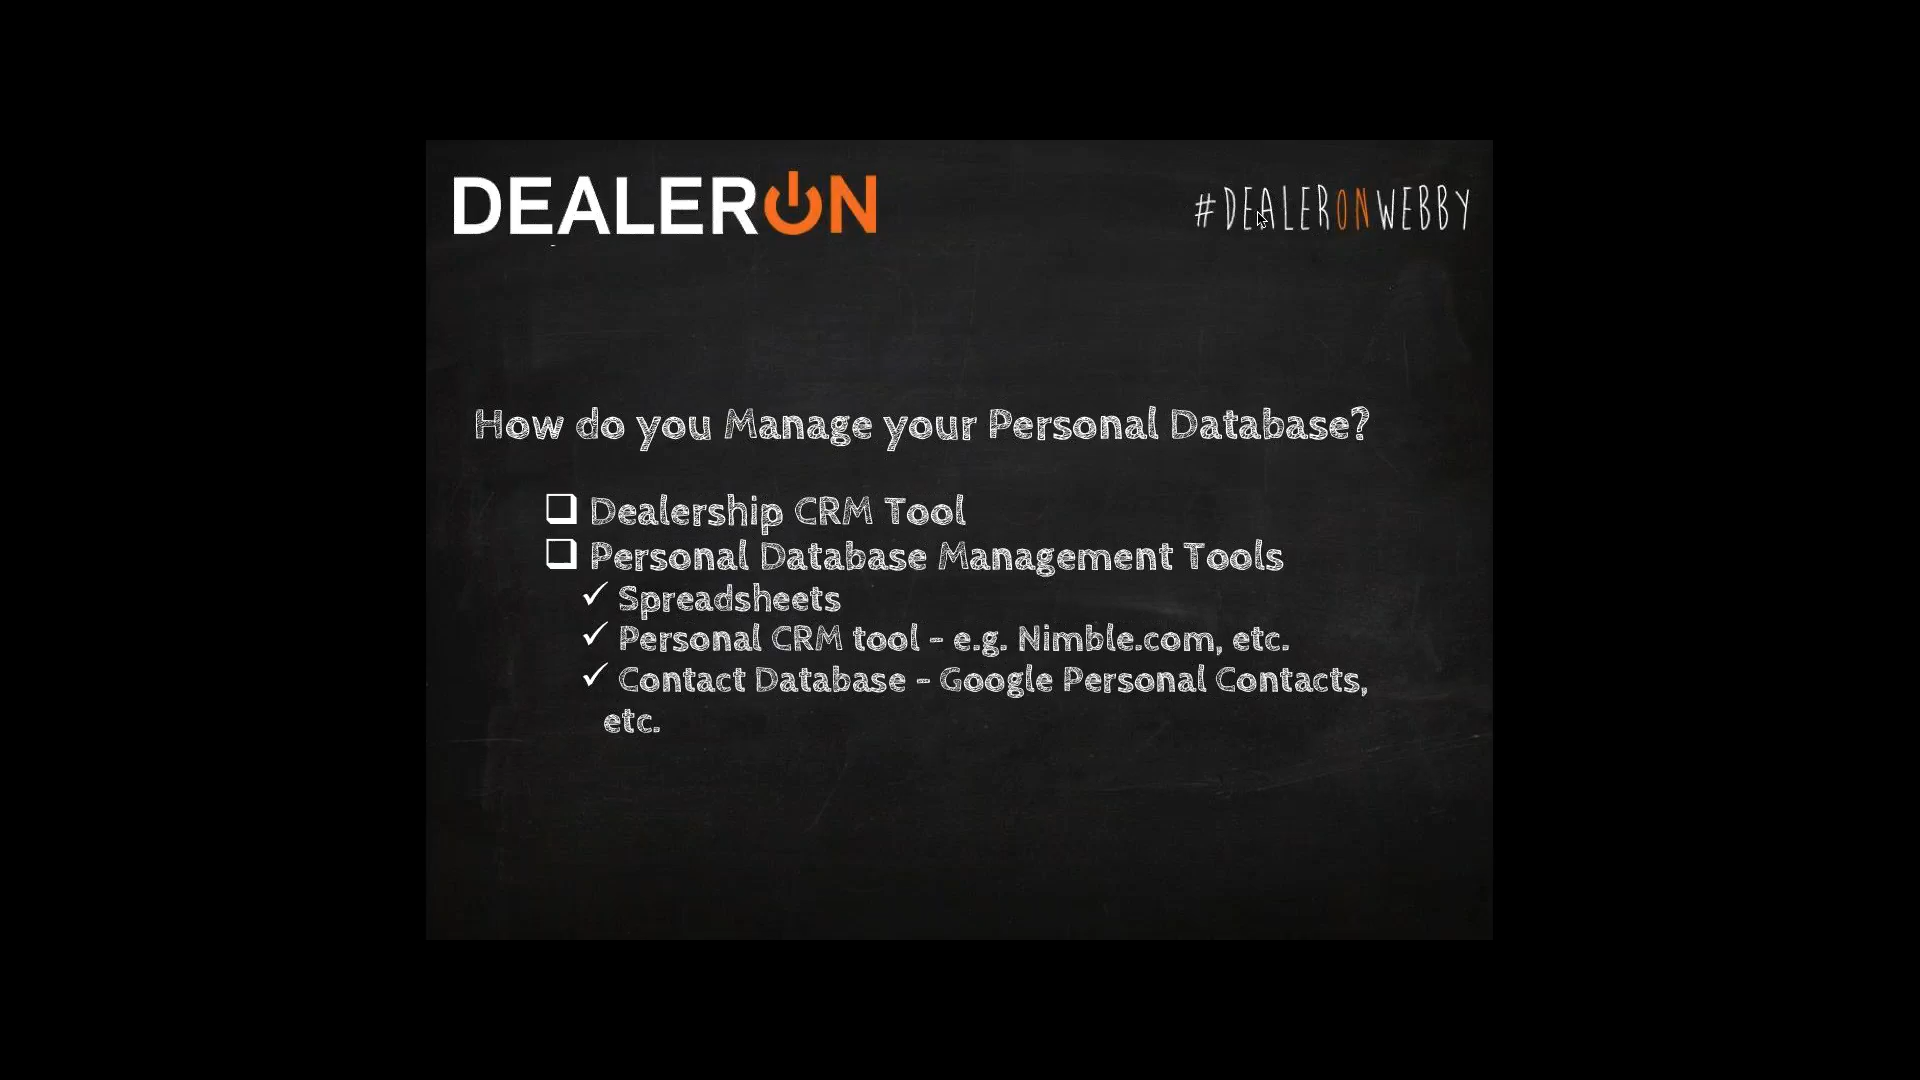 DEALERON
#DEALERONWEBBY
How do you Manage your Personal Database?
❑ Dealership CRM Tool
❑ Personal Database Management Tools
✓ Spreadsheets
✓ Personal CRM tool - e.g. Nimble.com, etc.
✓ Contact Database - Google Personal Contacts,
etc.